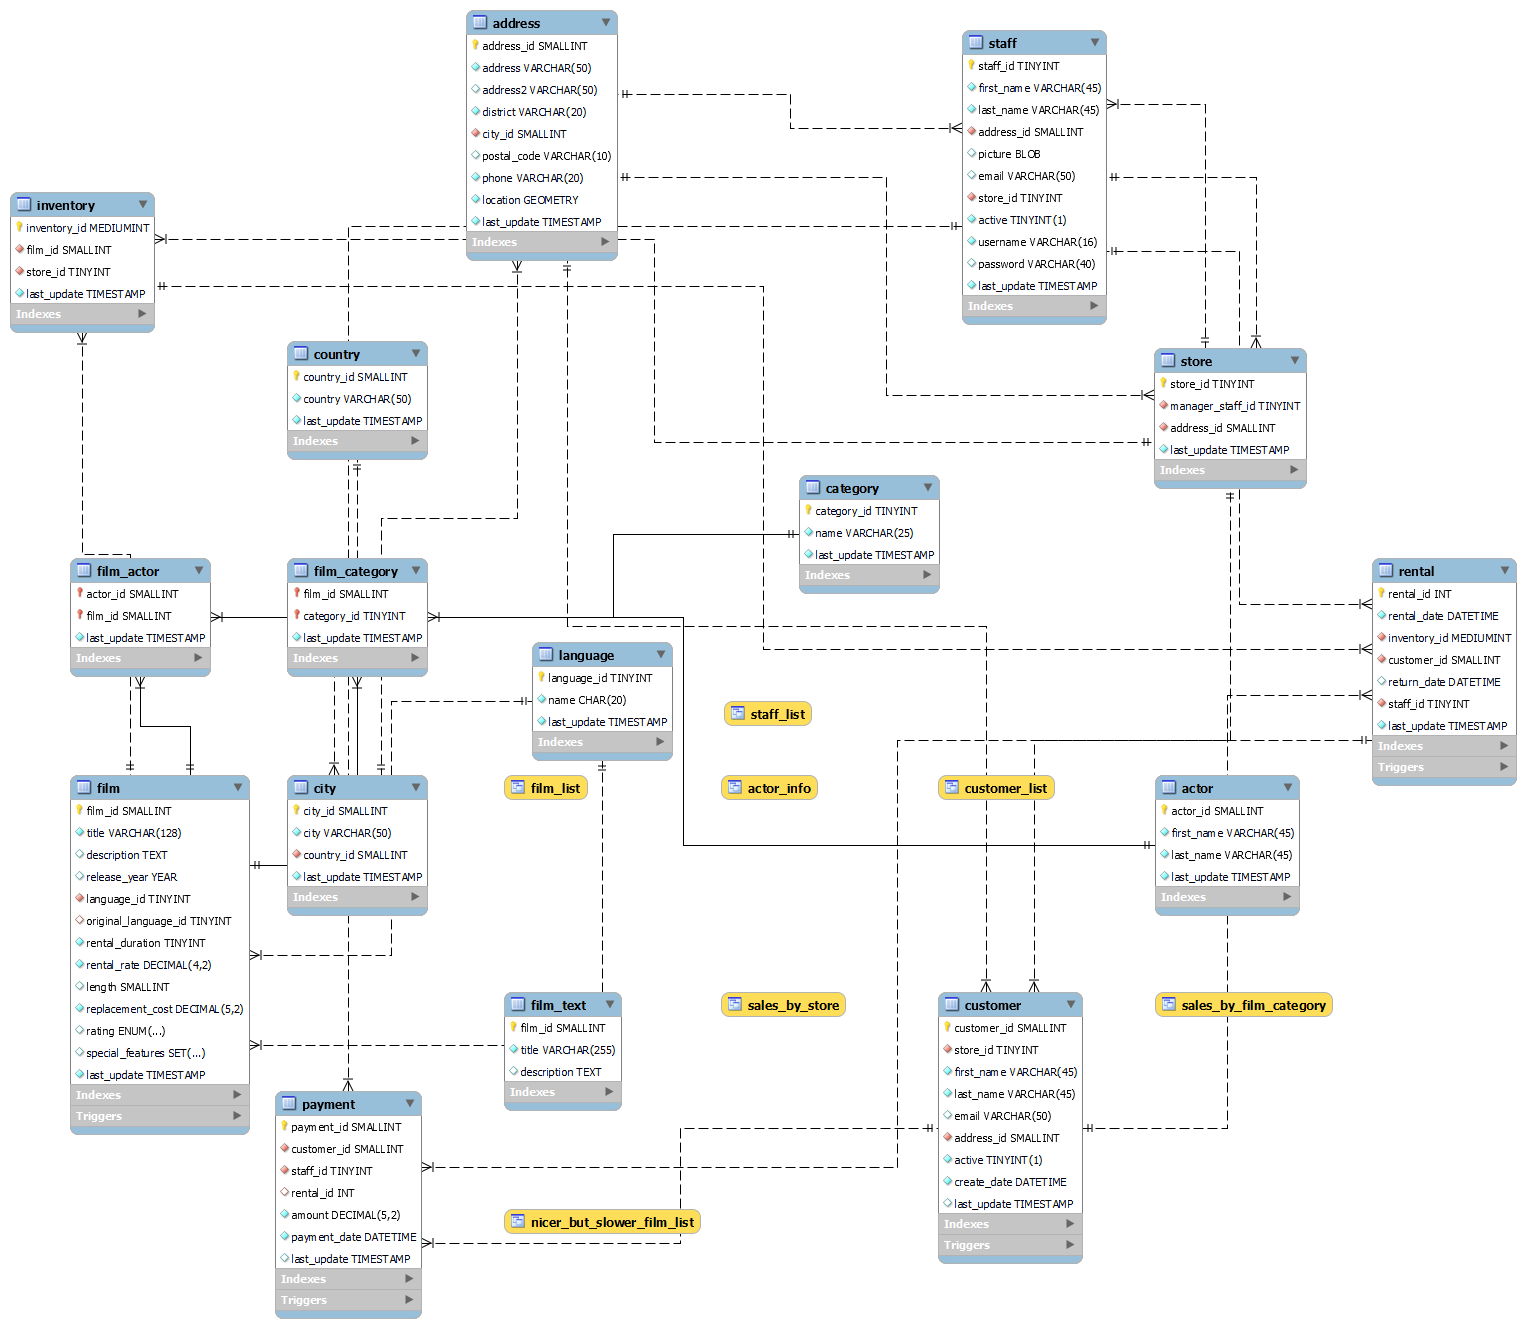 address
address_id SMALLINT
address VARCHAR(50)
address2 VARCHAR(50)
district VARCHAR(20)
city_id SMALLINT
postal_code VARCHAR(10)
phone VARCHAR(20)
location GEOMETRY
last_update TIMESTAMP
Indexes
staff
staff_id TINYINT
first_name VARCHAR(45)
last_name VARCHAR(45)
address_id SMALLINT
picture BLOB
email VARCHAR(50)
store_id TINYINT
active TINYINT(1)
username VARCHAR(16)
password VARCHAR(40)
last_update TIMESTAMP
Indexes
inventory
inventory_id MEDIUMINT
film_id SMALLINT
store_id TINYINT
last_update TIMESTAMP
Indexes
country
country_id SMALLINT
country VARCHAR(50)
last_update TIMESTAMP
Indexes
store
store_id TINYINT
manager_staff_id TINYINT
address_id SMALLINT
last_update TIMESTAMP
Indexes
category
category_id TINYINT
name VARCHAR(25)
last_update TIMESTAMP
Indexes
film_actor
actor_id SMALLINT
film_id SMALLINT
last_update TIMESTAMP
Indexes
film_category
film_id SMALLINT
category_id TINYINT
last_update TIMESTAMP
Indexes
rental
rental_id INT
rental_date DATETIME
inventory_id MEDIUMINT
customer_id SMALLINT
return_date DATETIME
staff_id TINYINT
last_update TIMESTAMP
Indexes
Triggers
language
language_id TINYINT
name CHAR(20)
last_update TIMESTAMP
Indexes
staff_list
film
film_id SMALLINT
title VARCHAR(128)
description TEXT
release_year YEAR
language_id TINYINT
original_language_id TINYINT
rental_duration TINYINT
rental_rate DECIMAL(4,2)
length SMALLINT
replacement_cost DECIMAL(5,2)
rating ENUM(...)
special_features SET(...)
last_update TIMESTAMP
Indexes
Triggers
city
city_id SMALLINT
city VARCHAR(50)
country_id SMALLINT
last_update TIMESTAMP
Indexes
film_list
actor_info
customer_list
actor
actor_id SMALLINT
first_name VARCHAR(45)
last_name VARCHAR(45)
last_update TIMESTAMP
Indexes
film_text
film_id SMALLINT
title VARCHAR(255)
description TEXT
Indexes
sales_by_store
customer
customer_id SMALLINT
store_id TINYINT
first_name VARCHAR(45)
last_name VARCHAR(45)
email VARCHAR(50)
address_id SMALLINT
active TINYINT(1)
create_date DATETIME
last_update TIMESTAMP
Indexes
Triggers
sales_by_film_category
payment
payment_id SMALLINT
customer_id SMALLINT
staff_id TINYINT
rental_id INT
amount DECIMAL(5,2)
payment_date DATETIME
last_update TIMESTAMP
Indexes
Triggers
nicer_but_slower_film_list